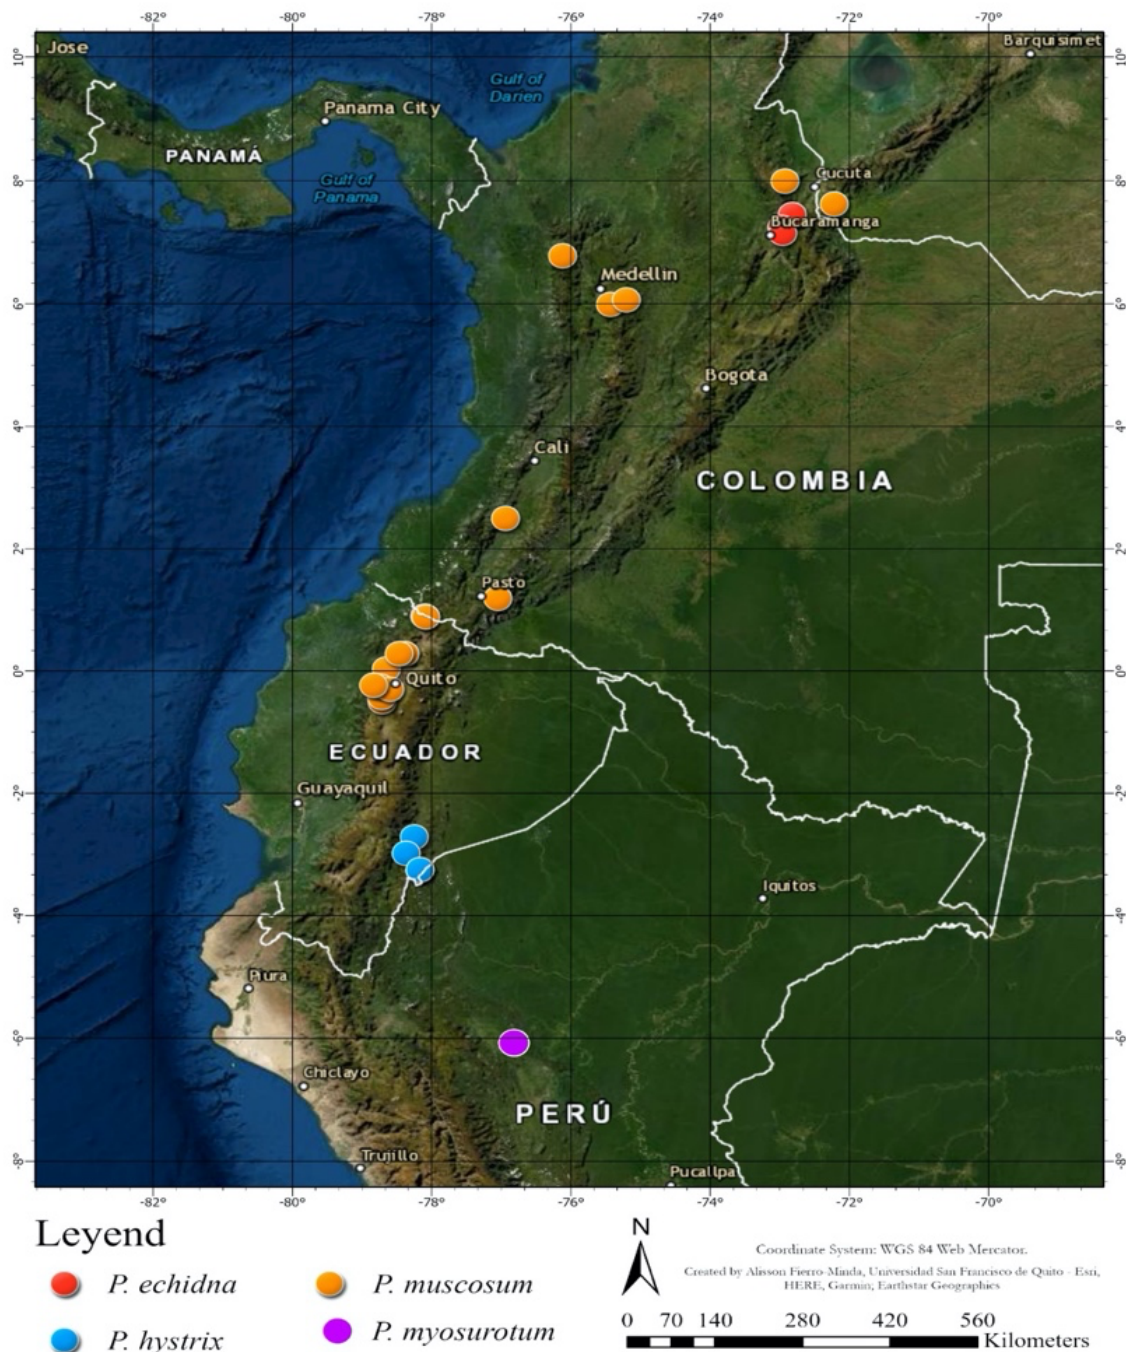 -82° -80° -78° -76° -74° -72° -70°
n Jose
Barquisimet
10° 10°
Gulf of
Darien
Panama City
PANAMÁ
Gulf of
Panama
8° 8°
Cucuta
Bucaramanga
Medellin
6° 6°
Bogota
4° 4°
Cali
COLOMBIA
2° 2°
Pasto
0° 0°
Quito
ECUADOR
Guayaquil
-2° -2°
Iquitos
-4° -4°
Piura
-6° -6°
Chiclayo
PERÚ
Trujillo
-8° -8°
Pucallpa
-82° -80° -78° -76° -74° -72° -70°
Leyend
P. echidna
P. muscosum
P. hystrix
P. myosurotum
N
Coordinate System: WGS 84 Web Mercator.
Created by Alisson Fierro-Minda, Universidad San Francisco de Quito - Esri,
HERE, Garmin; Earthstar Geographics
0 70 140 280 420 560
Kilometers